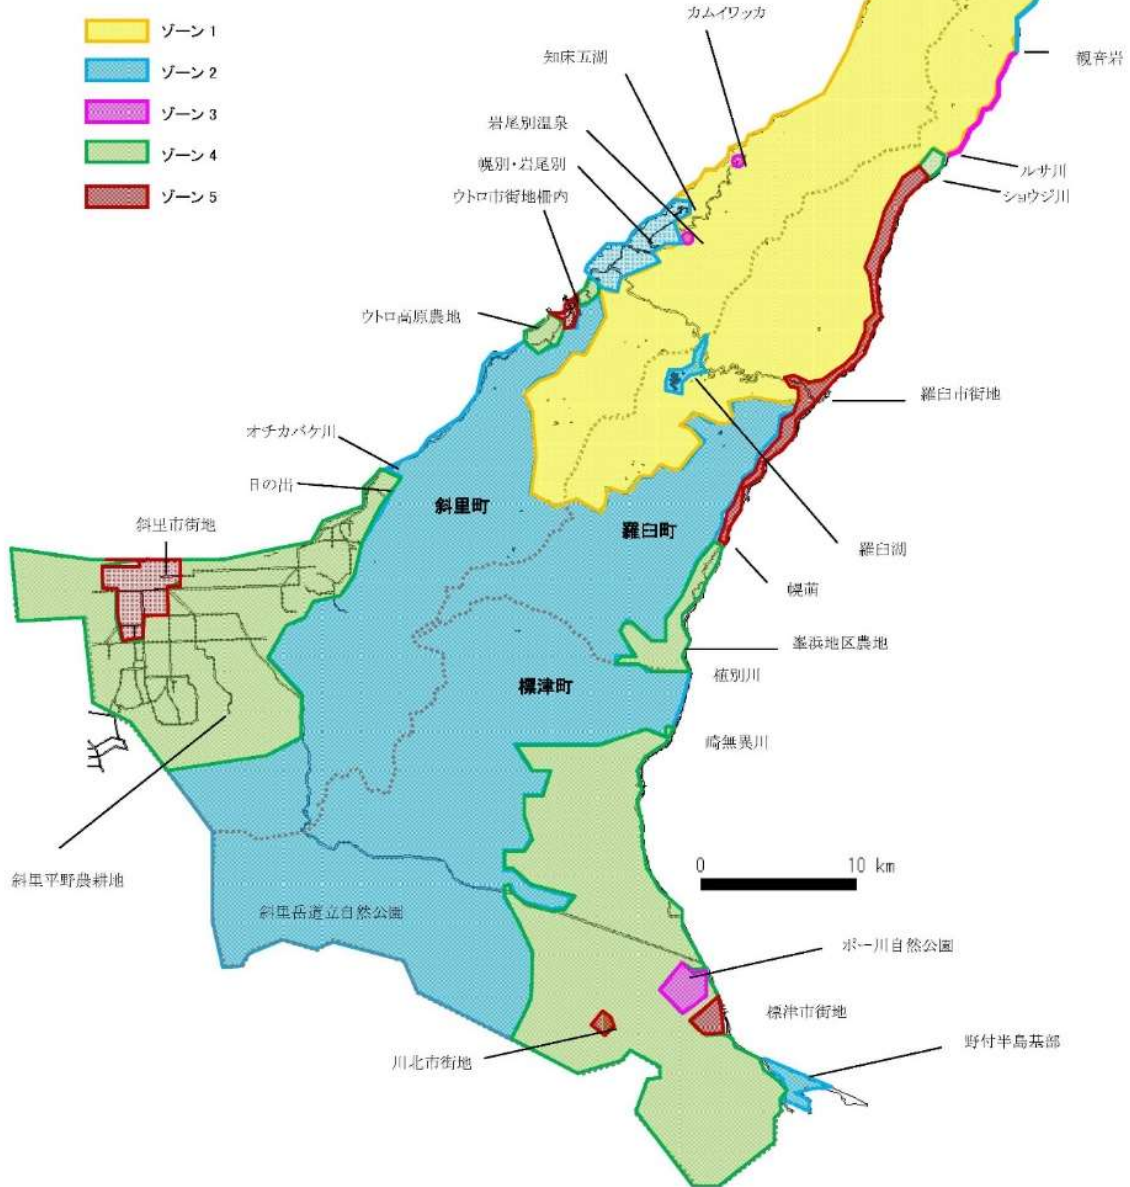 カムイワッカ
ゾーン 1
知床五湖
観音岩
ゾーン 2
ゾーン 3
岩尾別温泉
ゾーン 4
幌別・岩尾別
ルサ川
ゾーン 5
ウトロ市街地柵内
ショウジ川
ウトロ高原農地
羅臼市街地
オチカバケ川
日の出
斜里町
斜里市街地
羅臼町
羅臼湖
幌萌
峯浜地区農地
植別川
標津町
崎無異川
0 10 km
斜里平野農耕地
斜里岳道立自然公園
ポー川自然公園
標津市街地
野付半島基部
川北市街地